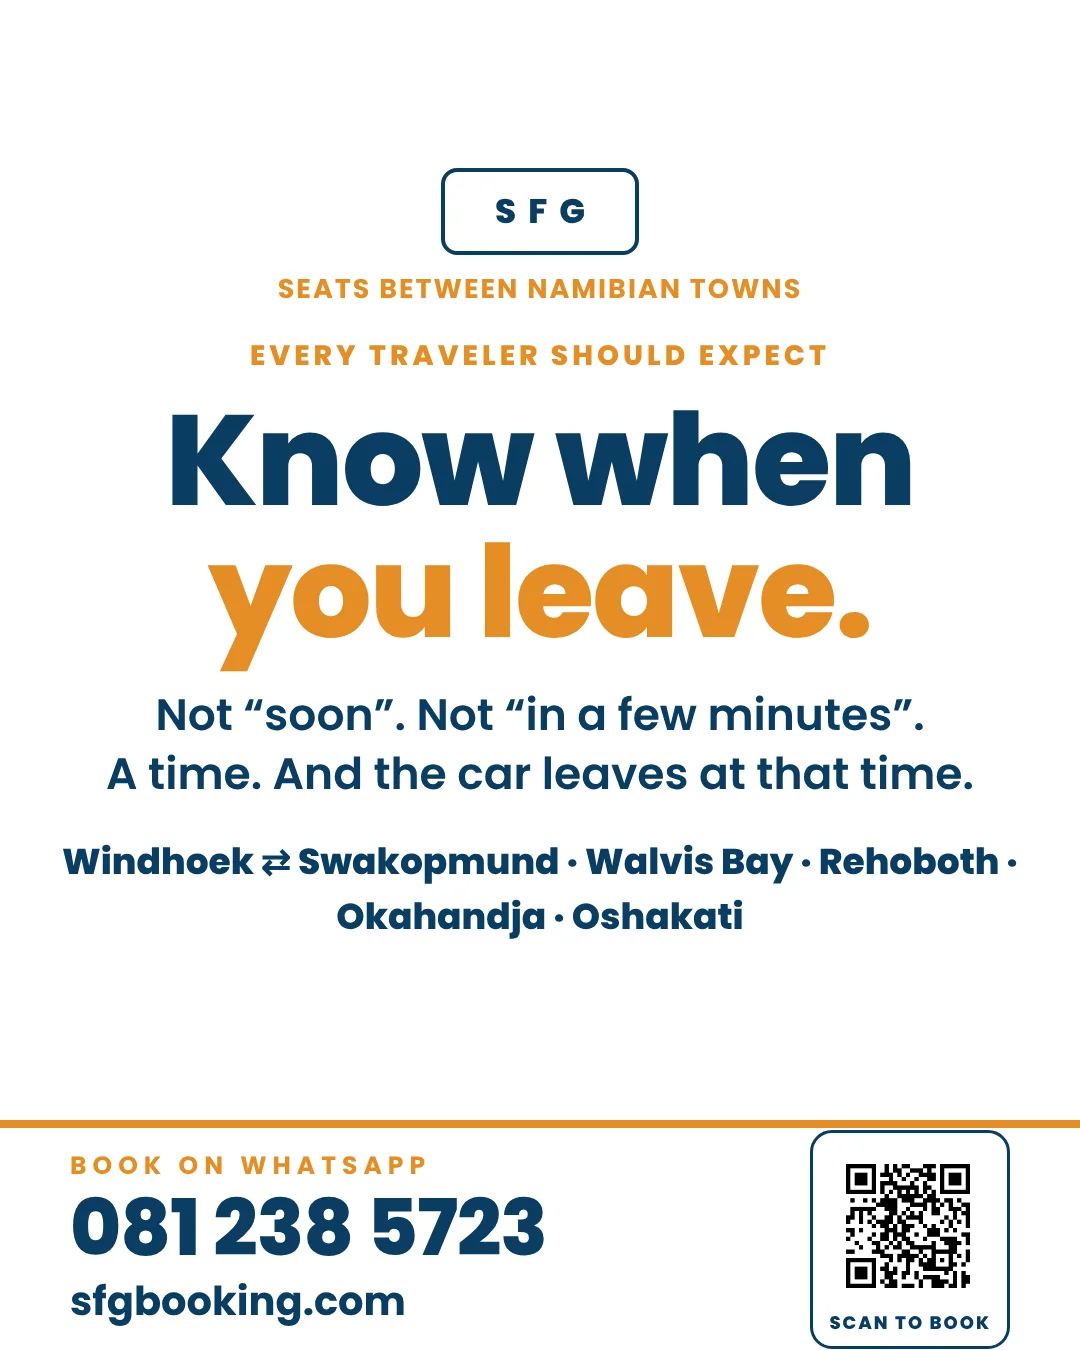 SFG
SEATS BETWEEN NAMIBIAN TOWNS
EVERY TRAVELER SHOULD EXPECT
Know when
you leave.
Not “soon”. Not “in a few minutes”.
A time. And the car leaves at that time.
Windhoek ⇄ Swakopmund · Walvis Bay · Rehoboth ·
Okahandja · Oshakati
BOOK ON WHATSAPP
081 238 5723
sfgbooking.com
SCAN TO BOOK